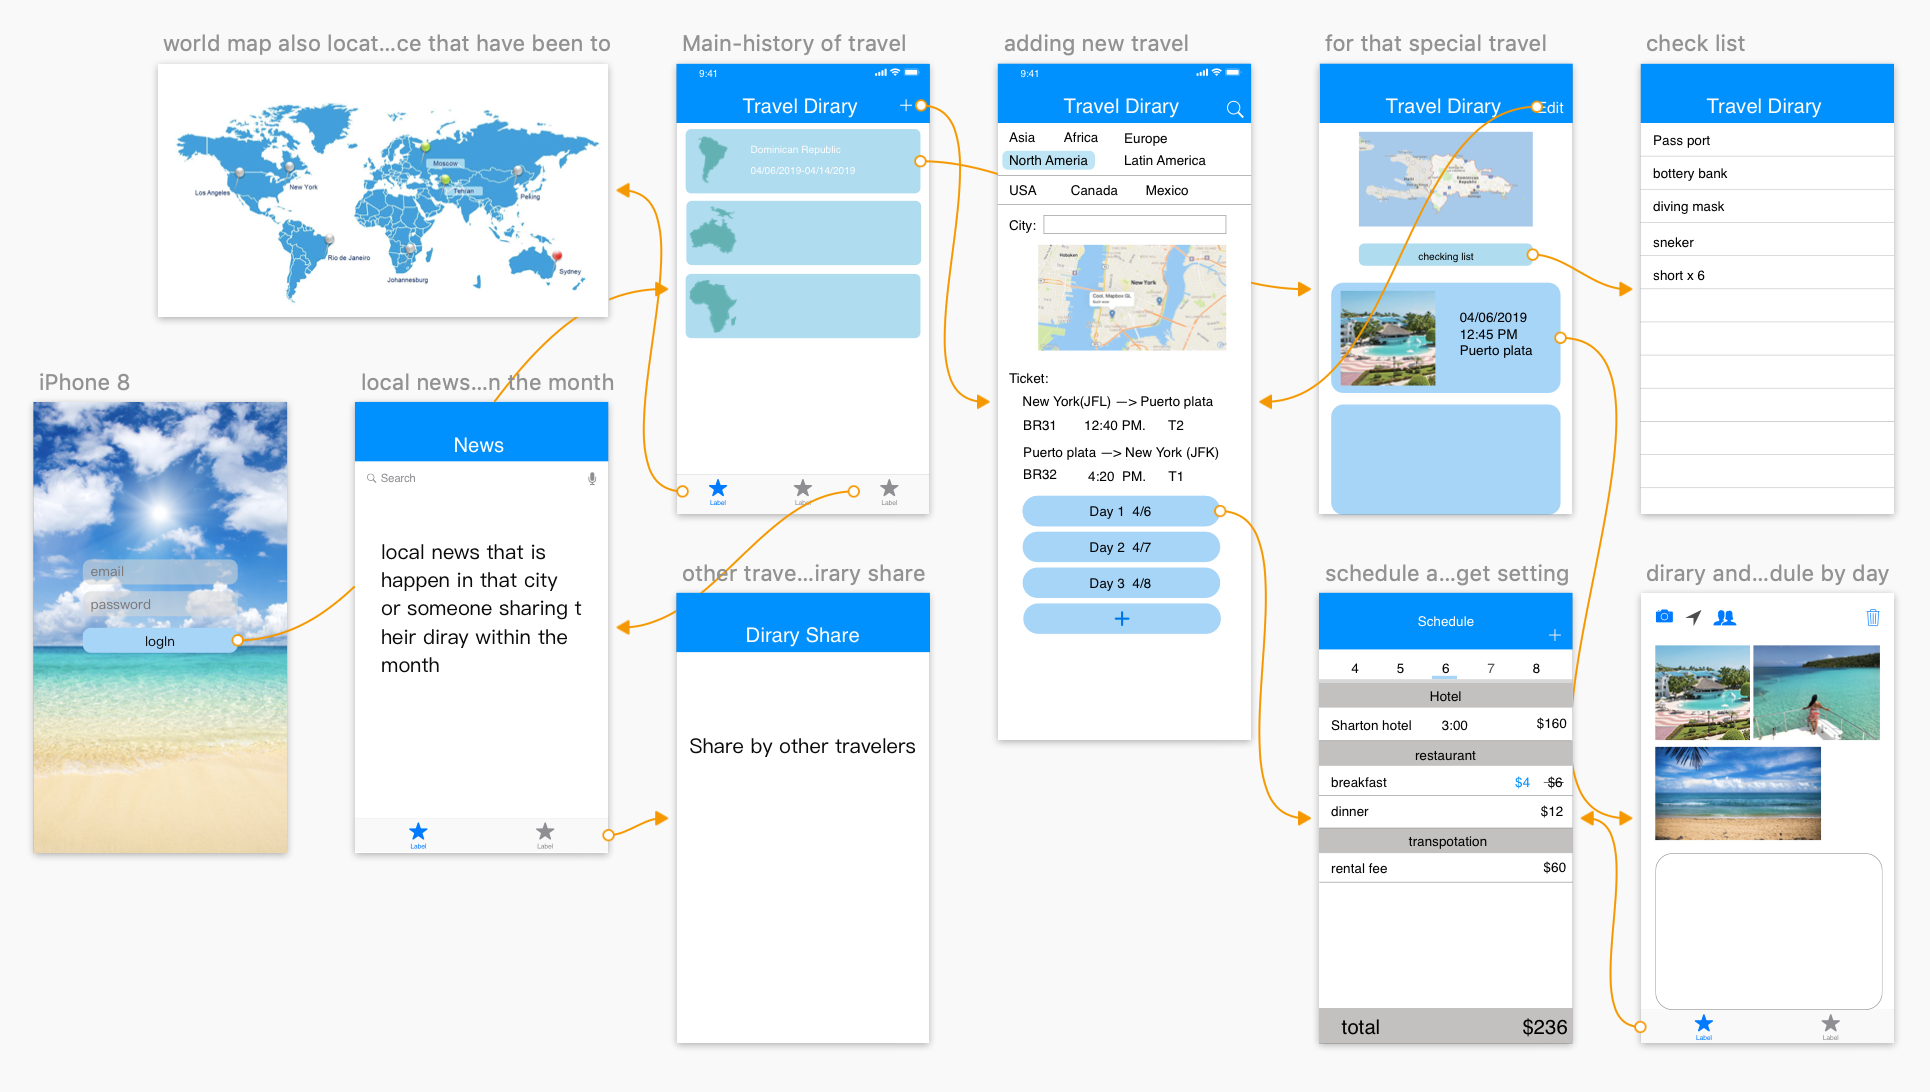 world map also locat...ce that have been to
Moscow
Tehran
Los Angeles
New York
Peking
Rio de Janeiro
Johannesburg
Sydney
Main-history of travel
9:41
Travel Dirary
+
Dominican Republic
04/06/2019-04/14/2019
Label
Label
Label
adding new travel
9:41
Travel Dirary
Asia Africa Europe
North Ameria Latin America
USA Canada Mexico
City:
Hoboken
New York
Cool, Mapbox GL
Ticket:
New York(JFL) —> Puerto plata
BR31 12:40 PM. T2
Puerto plata —> New York (JFK)
BR32 4:20 PM. T1
Day 1 4/6
Day 2 4/7
Day 3 4/8
+
for that special travel
Travel Dirary Edit
Dominican Republic
checking list
04/06/2019
12:45 PM
Puerto plata
check list
Travel Dirary
Pass port
bottery bank
diving mask
sneker
short x 6
iPhone 8
email
password
logIn
local news...n the month
News
Search
local news that is
happen in that city
or someone sharing t
heir diray within the
month
Label
Label
other trave...irary share
Dirary Share
Share by other travelers
schedule a...get setting
Schedule
+
4 5 6 7 8
Hotel
Sharton hotel 3:00 $160
restaurant
breakfast $4 $6
dinner $12
transpotation
rental fee $60
total $236
dirary and...dule by day
Label
Label